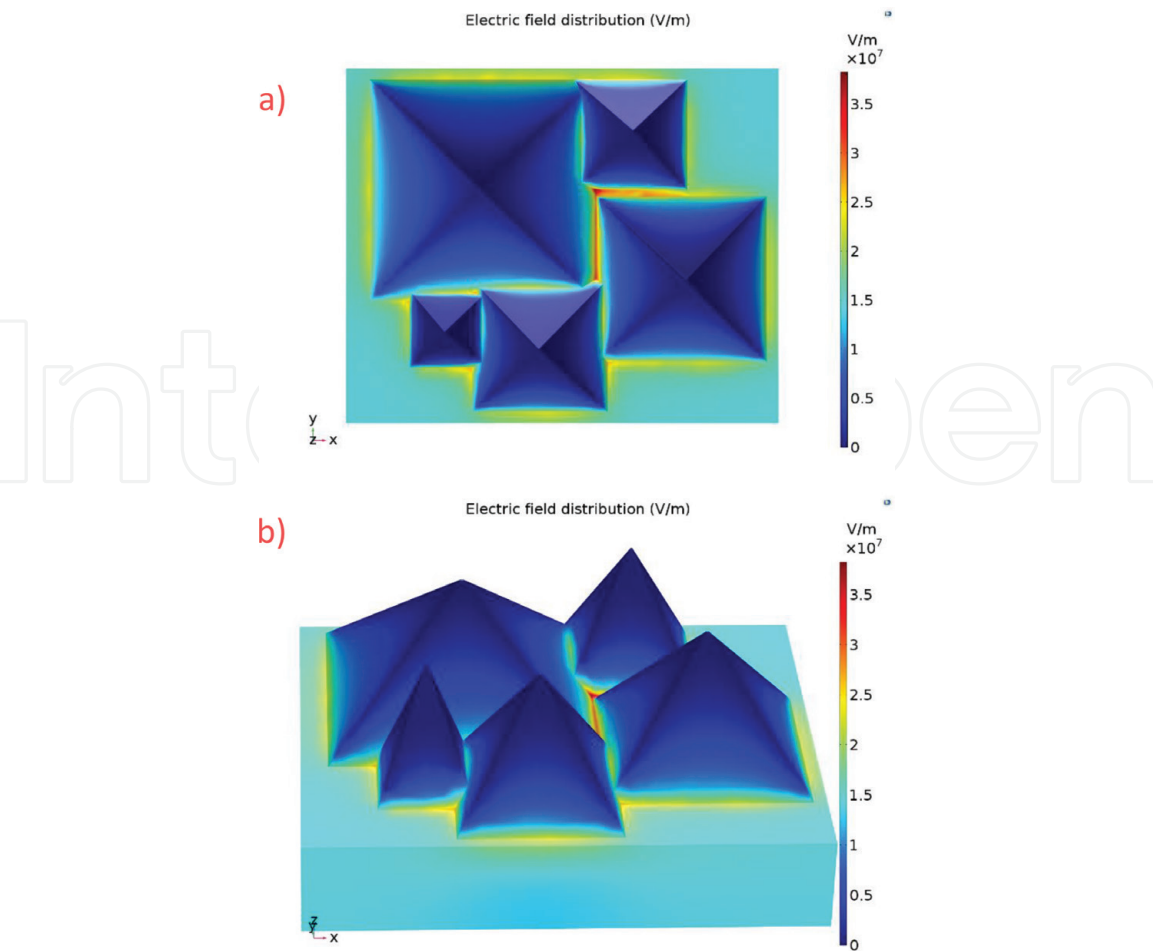 Electric field distribution (V/m)
a)
V/m
×10⁷
3.5
3
2.5
2
1.5
1
0.5
0
y
z x
Electric field distribution (V/m)
b)
V/m
×10⁷
3.5
3
2.5
2
1.5
1
0.5
0
z
y
x